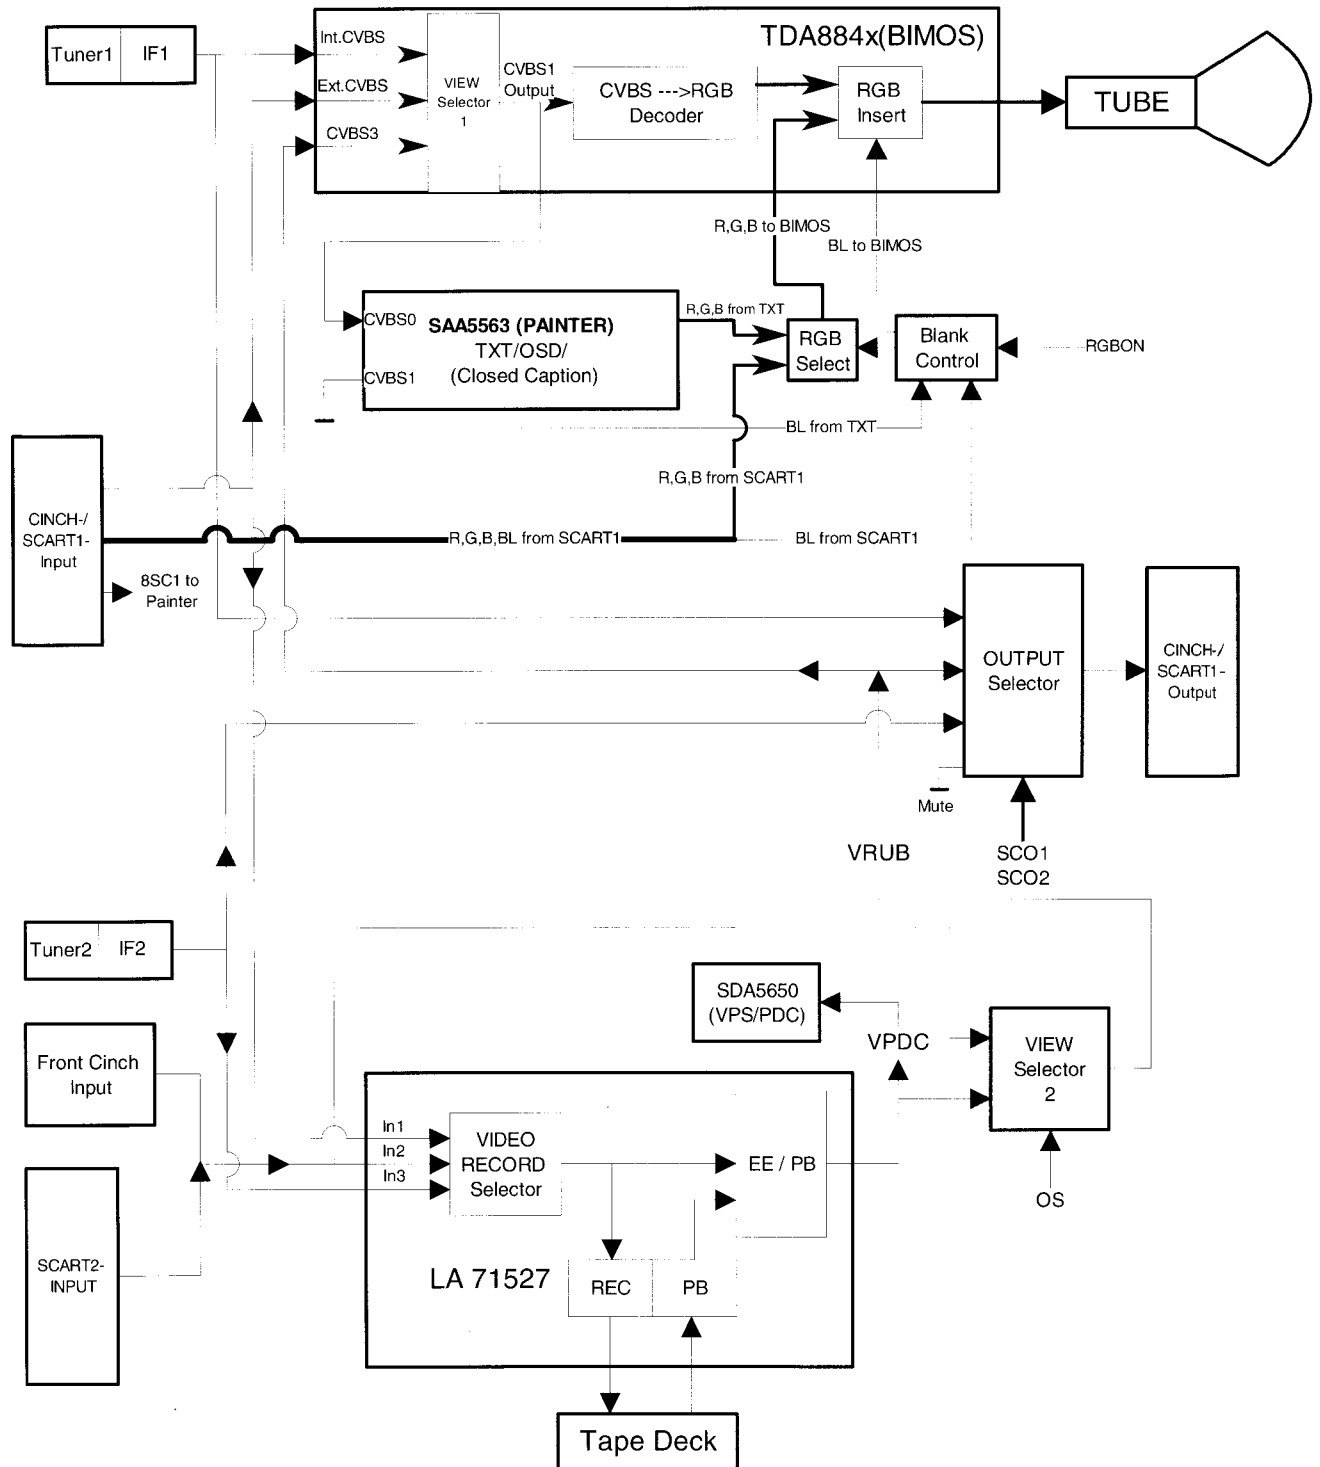 TDA884x(BIMOS)
Tuner1
IF1
Int.CVBS
Ext.CVBS
CVBS3
VIEW
Selector
1
CVBS1
Output
CVBS --->RGB
Decoder
RGB
Insert
TUBE
R,G,B to BIMOS
BL to BIMOS
CVBS0
CVBS1
SAA5563 (PAINTER)
TXT/OSD/
(Closed Caption)
R,G,B from TXT
RGB
Select
Blank
Control
RGBON
BL from TXT
R,G,B from SCART1
CINCH-/
SCART1-
Input
R,G,B,BL from SCART1
BL from SCART1
8SC1 to
Painter
OUTPUT
Selector
CINCH-/
SCART1-
Output
Mute
VRUB
SCO1
SCO2
Tuner2
IF2
SDA5650
(VPS/PDC)
VPDC
VIEW
Selector
2
OS
Front Cinch
Input
In1
In2
In3
VIDEO
RECORD
Selector
EE / PB
SCART2-
INPUT
LA 71527
REC
PB
Tape Deck